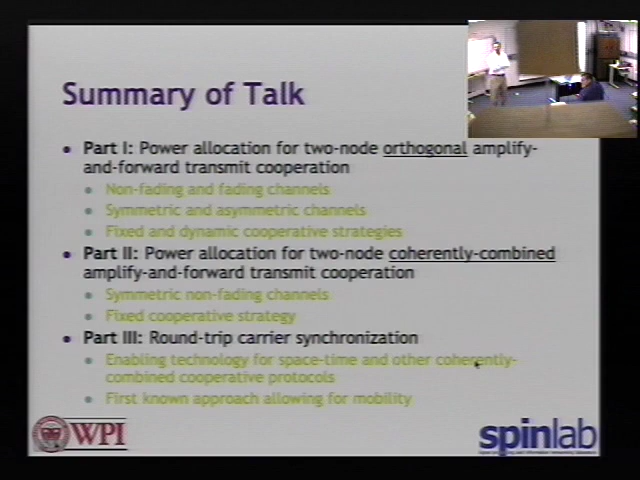 Summary of Talk
Part I: Power allocation for two-node orthogonal amplify-
and-forward transmit cooperation
Non-fading and fading channels
Symmetric and asymmetric channels
Fixed and dynamic cooperative strategies
Part II: Power allocation for two-node coherently-combined
amplify-and-forward transmit cooperation
Symmetric non-fading channels
Fixed cooperative strategy
Part III: Round-trip carrier synchronization
Enabling technology for space-time and other coherently-
combined cooperative protocols
First known approach allowing for mobility
WPI
spinlab